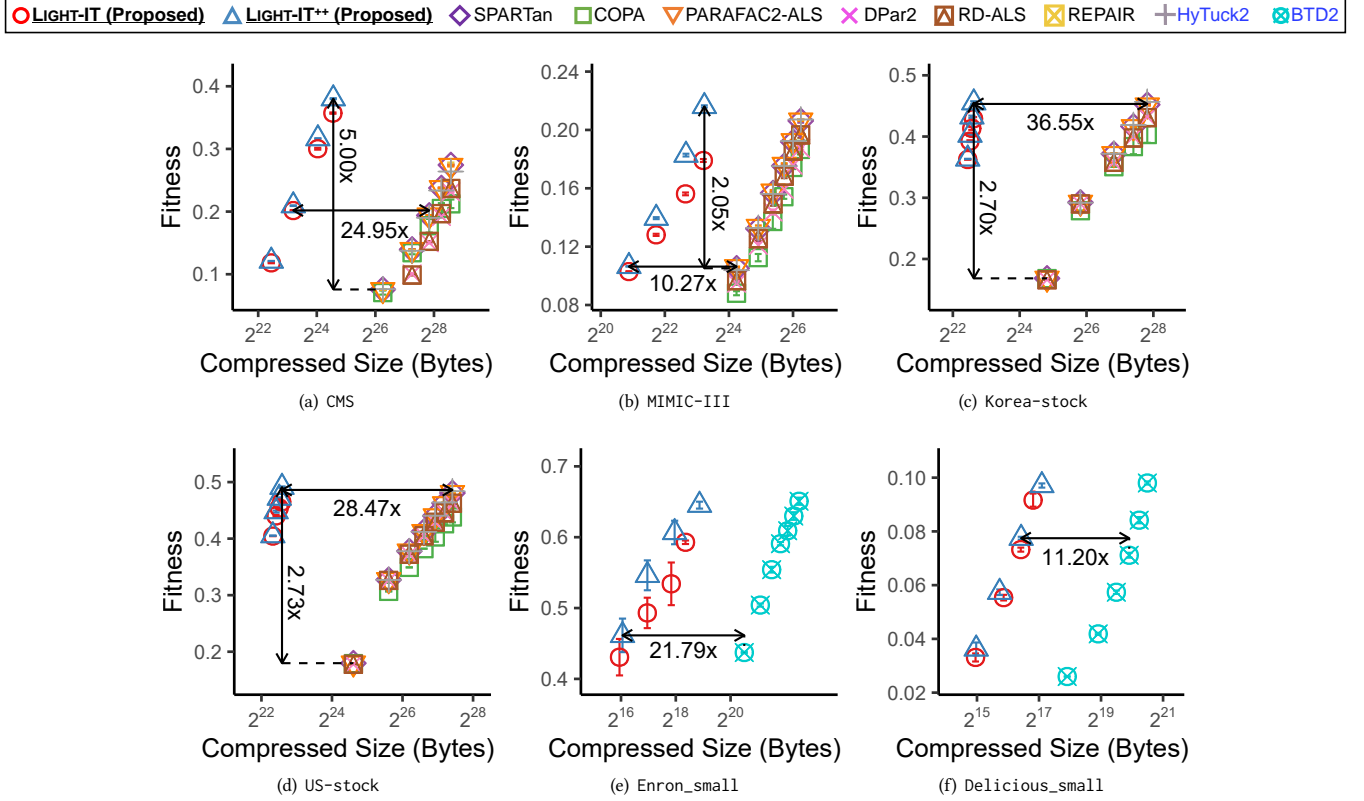 LIGHT-IT (Proposed) LIGHT-IT++ (Proposed) SPARTan COPA PARAFAC2-ALS DPar2 RD-ALS REPAIR HyTuck2 BTD2
Fitness
0.4
0.3
0.2
0.1
5.00x
24.95x
2^22 2^24 2^26 2^28
Compressed Size (Bytes)
(a) CMS
Fitness
0.24
0.20
0.16
0.12
0.08
2.05x
10.27x
2^20 2^22 2^24 2^26
Compressed Size (Bytes)
(b) MIMIC-III
Fitness
0.5
0.4
0.3
0.2
36.55x
2.70x
2^22 2^24 2^26 2^28
Compressed Size (Bytes)
(c) Korea-stock
Fitness
0.5
0.4
0.3
0.2
28.47x
2.73x
2^22 2^24 2^26 2^28
Compressed Size (Bytes)
(d) US-stock
Fitness
0.7
0.6
0.5
0.4
21.79x
2^16 2^18 2^20
Compressed Size (Bytes)
(e) Enron_small
Fitness
0.10
0.08
0.06
0.04
0.02
11.20x
2^15 2^17 2^19 2^21
Compressed Size (Bytes)
(f) Delicious_small